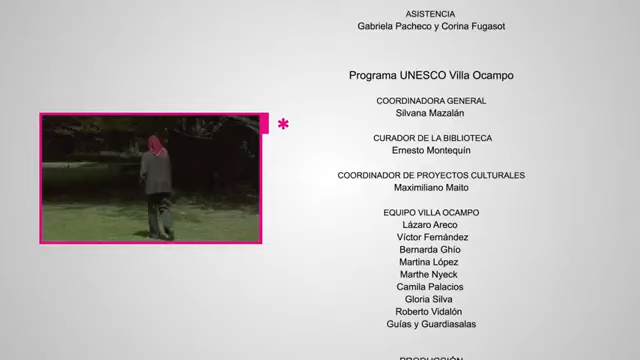 ASISTENCIA
Gabriela Pacheco y Corina Fugasot
Programa UNESCO Villa Ocampo
COORDINADORA GENERAL
Silvana Mazalán
CURADOR DE LA BIBLIOTECA
Ernesto Montequín
COORDINADOR DE PROYECTOS CULTURALES
Maximiliano Maito
EQUIPO VILLA OCAMPO
Lázaro Areco
Víctor Fernández
Bernarda Ghío
Martina López
Marthe Nyeck
Camila Palacios
Gloria Silva
Roberto Vidalón
Guías y Guardiasalas
PRODUCCIÓN